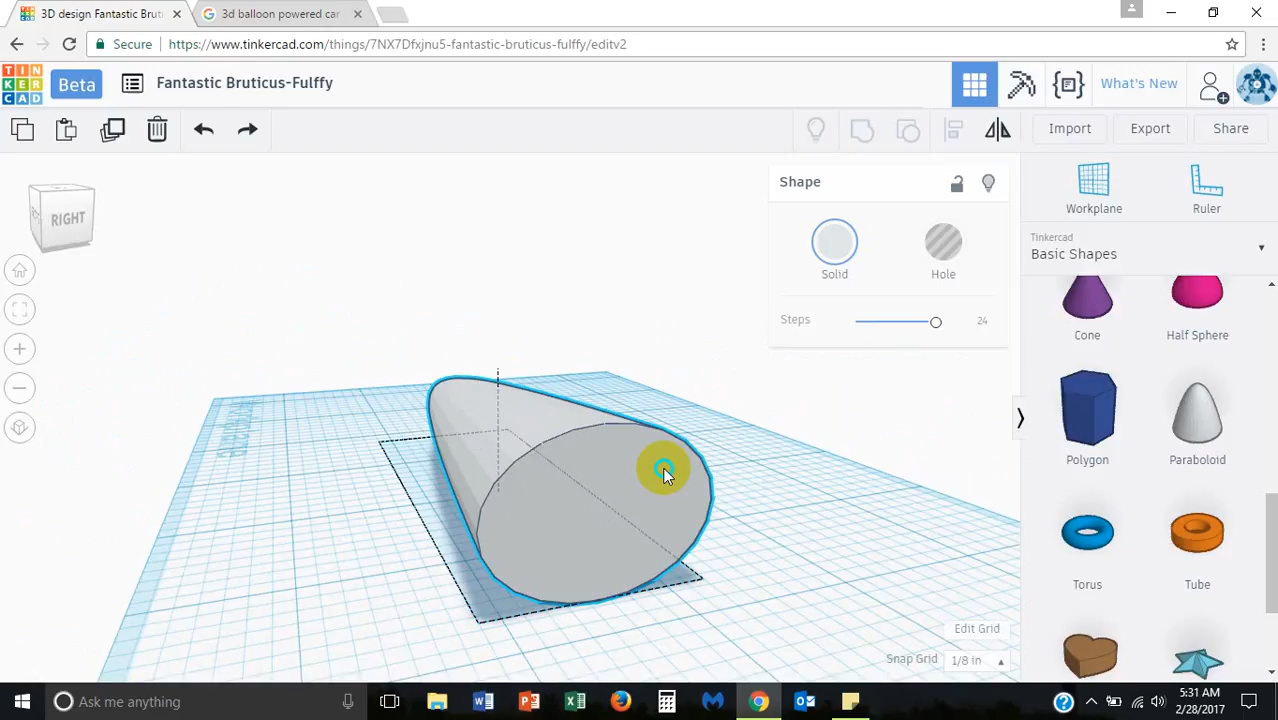 3D design Fantastic Brut
3d balloon powered car
Secure
https://www.tinkercad.com/things/7NX7Dfxjnu5-fantastic-bruticus-fulffy/editv2
TIN
KER
CAD
Beta
Fantastic Bruticus-Fulffy
What's New
Import
Export
Share
Shape
Solid
Hole
Steps
24
RIGHT
Workplane
Ruler
Tinkercad
Basic Shapes
Cone
Half Sphere
Polygon
Paraboloid
Torus
Tube
Edit Grid
Snap Grid
1/8 in
Ask me anything
5:31 AM
2/28/2017